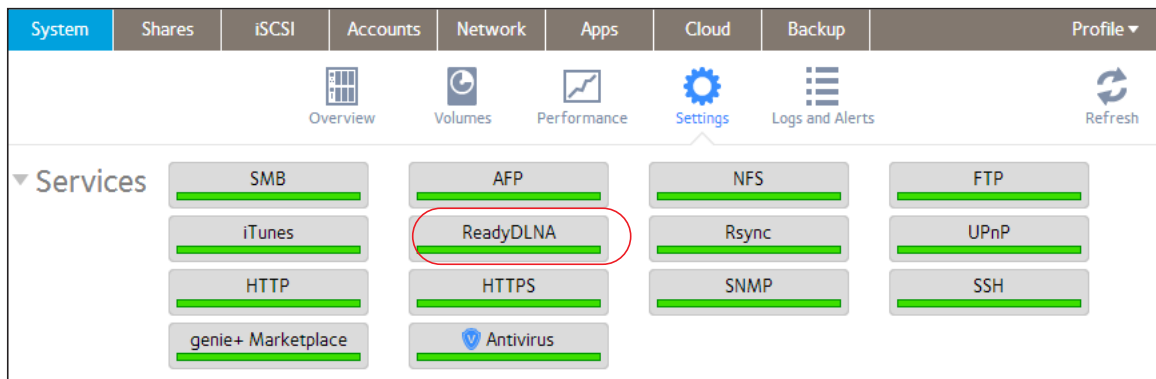 System Shares iSCSI Accounts Network Apps Cloud Backup Profile
Overview Volumes Performance Settings Logs and Alerts Refresh
Services
SMB AFP NFS FTP
iTunes ReadyDLNA Rsync UPnP
HTTP HTTPS SNMP SSH
genie+ Marketplace V Antivirus